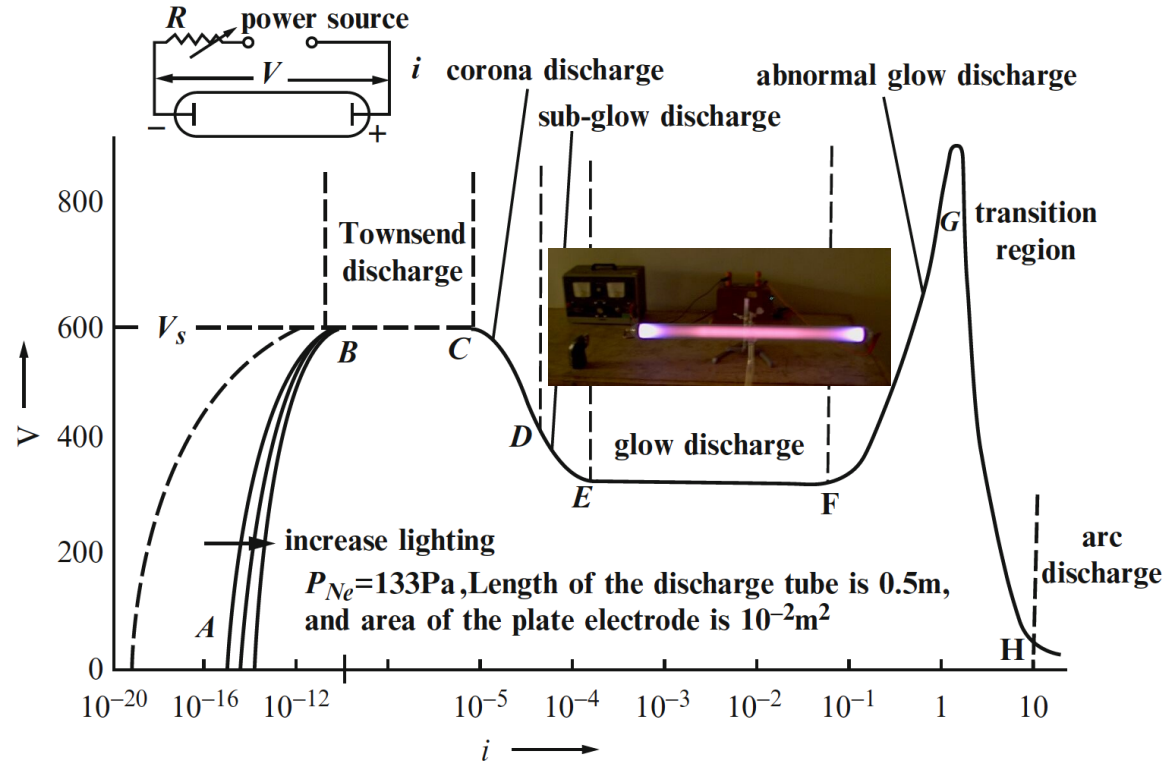 R power source
V
i corona discharge
abnormal glow discharge
sub-glow discharge
− +
800
Townsend
discharge
G transition
region
600 Vs
B C
V
400
D
glow discharge
E
F
200
increase lighting
arc
discharge
PNe=133Pa,Length of the discharge tube is 0.5m,
and area of the plate electrode is 10⁻²m²
A
H
0
10⁻²⁰ 10⁻¹⁶ 10⁻¹² 10⁻⁵ 10⁻⁴ 10⁻³ 10⁻² 10⁻¹ 1 10
i